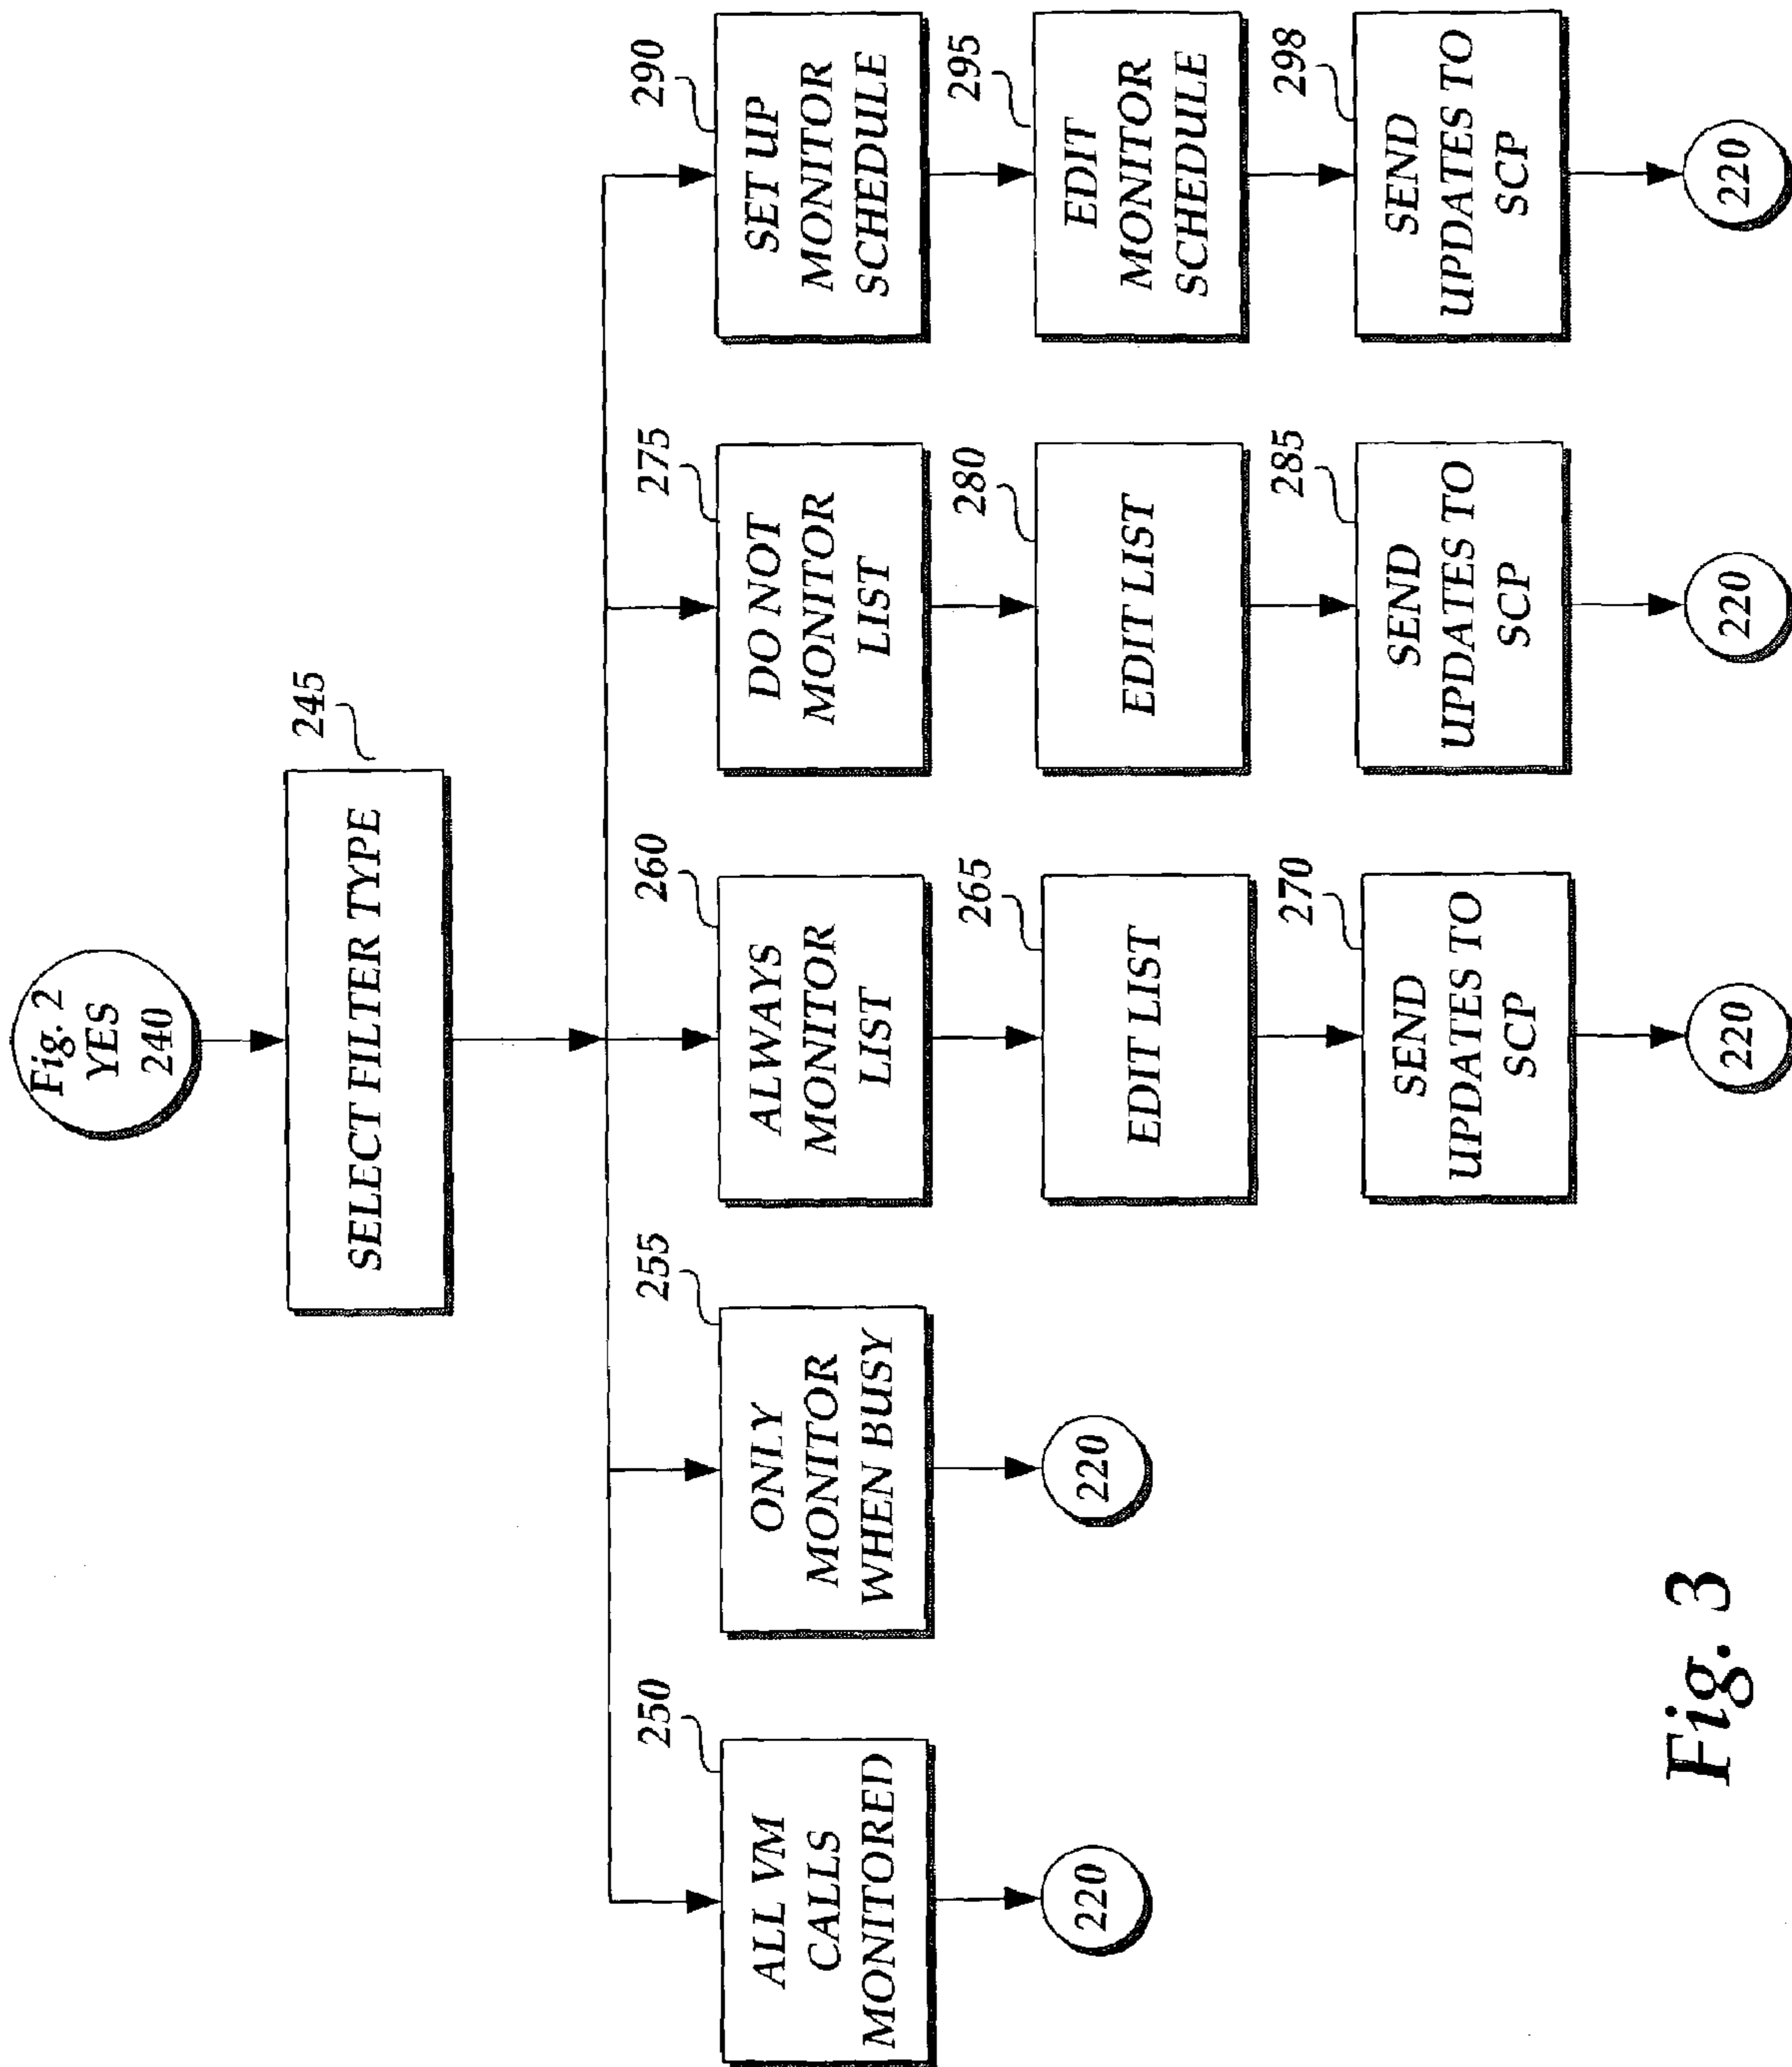 Fig. 2
YES
240
SELECT FILTER TYPE
245
ALL VM
CALLS
MONITORED
250
220
ONLY
MONITOR
WHEN BUSY
255
220
ALWAYS
MONITOR
LIST
260
EDIT LIST
265
SEND
UPDATES TO
SCP
270
220
DO NOT
MONITOR
LIST
275
EDIT LIST
280
SEND
UPDATES TO
SCP
285
220
SET UP
MONITOR
SCHEDULE
290
EDIT
MONITOR
SCHEDULE
295
SEND
UPDATES TO
SCP
298
220
Fig. 3